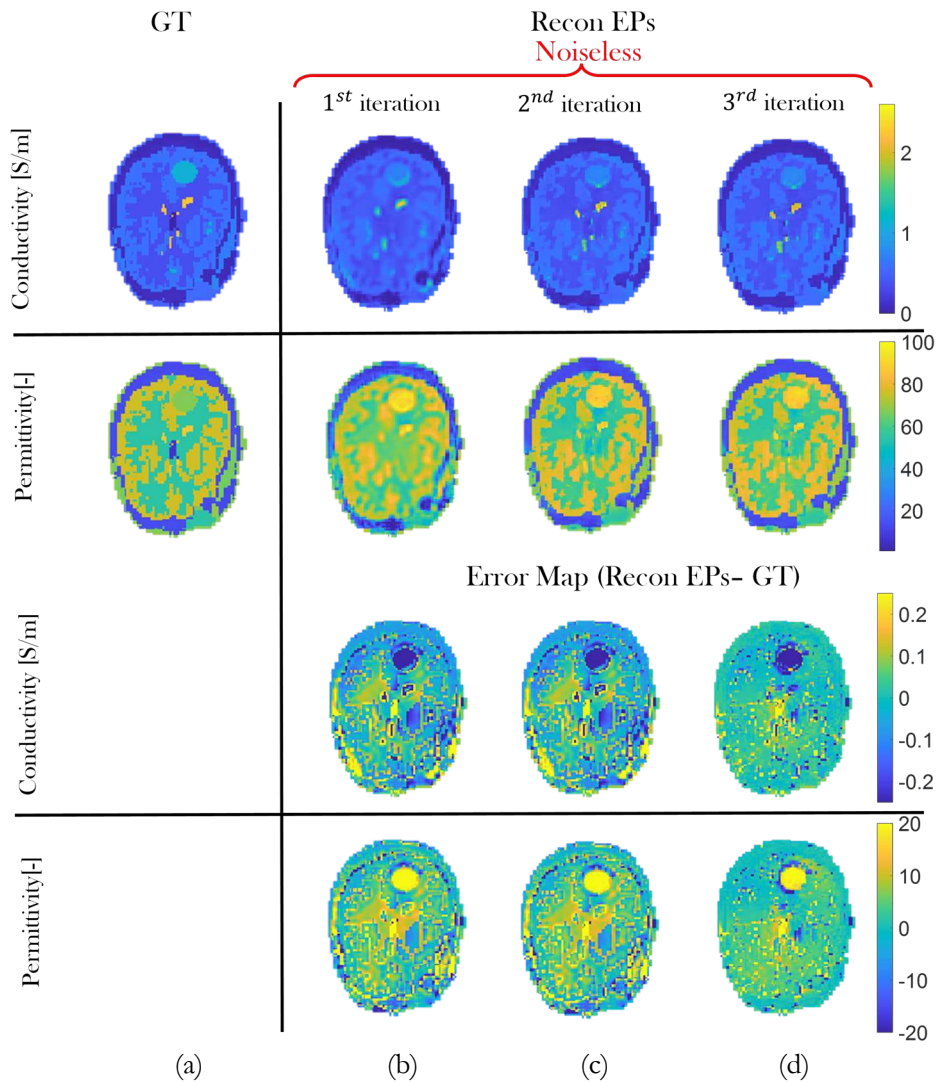 GT
Recon EPs
Noiseless
1st iteration
2nd iteration
3rd iteration
Conductivity [S/m]
2
1
0
Permittivity[-]
100
80
60
40
20
Error Map (Recon EPs– GT)
Conductivity [S/m]
0.2
0.1
0
-0.1
-0.2
Permittivity[-]
20
10
0
-10
-20
(a)
(b)
(c)
(d)